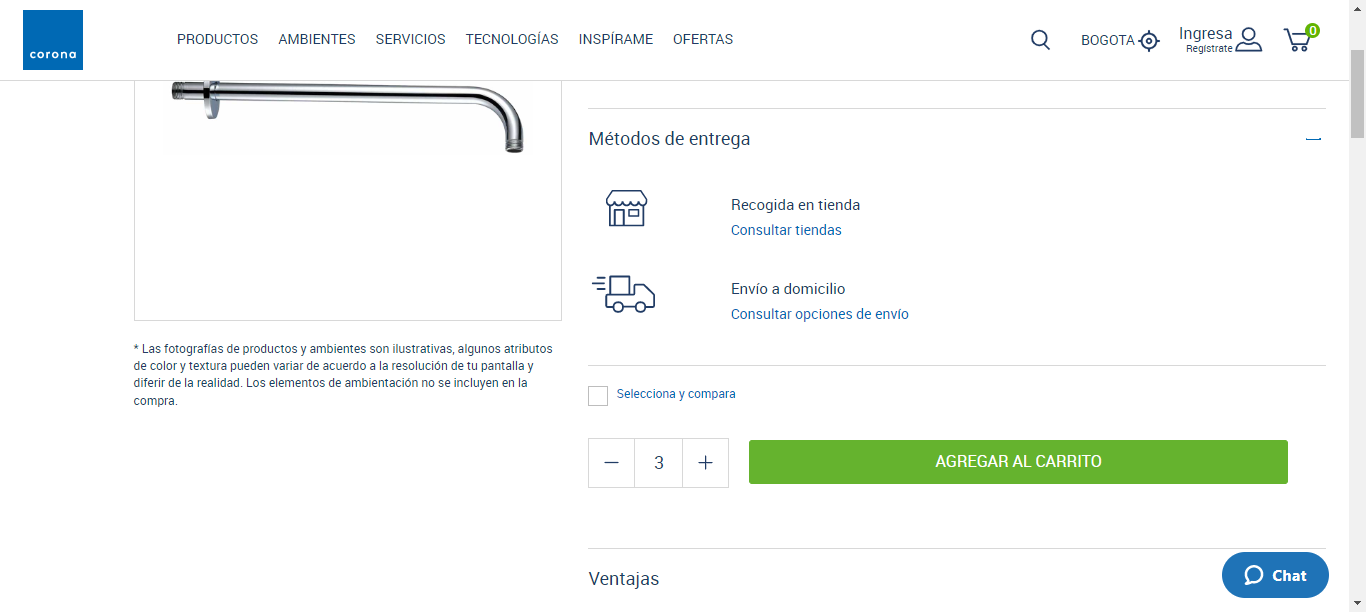 corona
PRODUCTOS AMBIENTES SERVICIOS TECNOLOGÍAS INSPÍRAME OFERTAS
BOGOTA
Ingresa
Regístrate
0
Métodos de entrega
Recogida en tienda
Consultar tiendas
Envío a domicilio
Consultar opciones de envío
* Las fotografías de productos y ambientes son ilustrativas, algunos atributos
de color y textura pueden variar de acuerdo a la resolución de tu pantalla y
diferir de la realidad. Los elementos de ambientación no se incluyen en la
compra.
Selecciona y compara
3
AGREGAR AL CARRITO
Ventajas
Chat